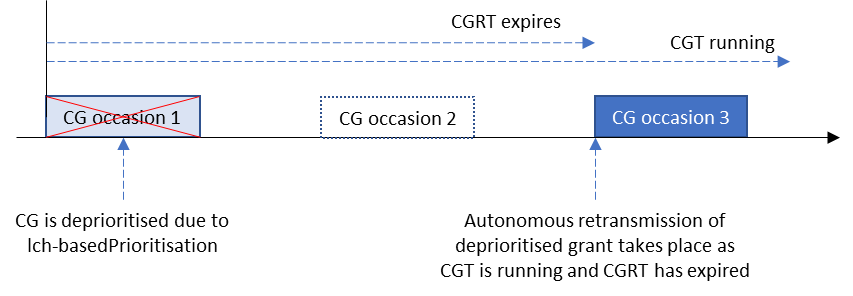 CGRT expires
CGT running
CG occasion 1
CG occasion 2
CG occasion 3
CG is deprioritised due to
lch-basedPrioritisation
Autonomous retransmission of
deprioritised grant takes place as
CGT is running and CGRT has expired